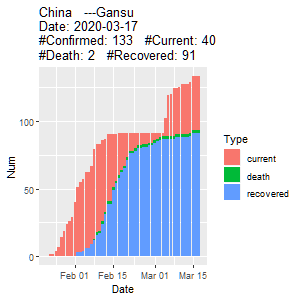 China   ---Gansu
Date: 2020-03-17
#Confirmed: 133   #Current: 40
#Death: 2   #Recovered: 91
Num
100
50
0
Feb 01
Feb 15
Mar 01
Mar 15
Date
Type
current
death
recovered